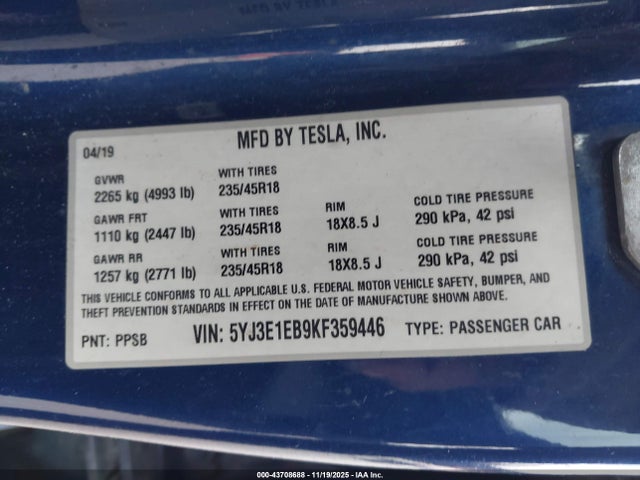 MFD BY TESLA, INC.
04/19
GVWR WITH TIRES
2265 kg (4993 lb) 235/45R18
GAWR FRT WITH TIRES RIM COLD TIRE PRESSURE
1110 kg (2447 lb) 235/45R18 18X8.5 J 290 kPa, 42 psi
GAWR RR WITH TIRES RIM COLD TIRE PRESSURE
1257 kg (2771 lb) 235/45R18 18X8.5 J 290 kPa, 42 psi
THIS VEHICLE CONFORMS TO ALL APPLICABLE U.S. FEDERAL MOTOR VEHICLE SAFETY, BUMPER, AND
THEFT PREVENTION STANDARDS IN EFFECT ON THE DATE OF MANUFACTURE SHOWN ABOVE.
PNT: PPSB VIN: 5YJ3E1EB9KF359446 TYPE: PASSENGER CAR
000-43708688 - 11/19/2025 - IAA Inc.